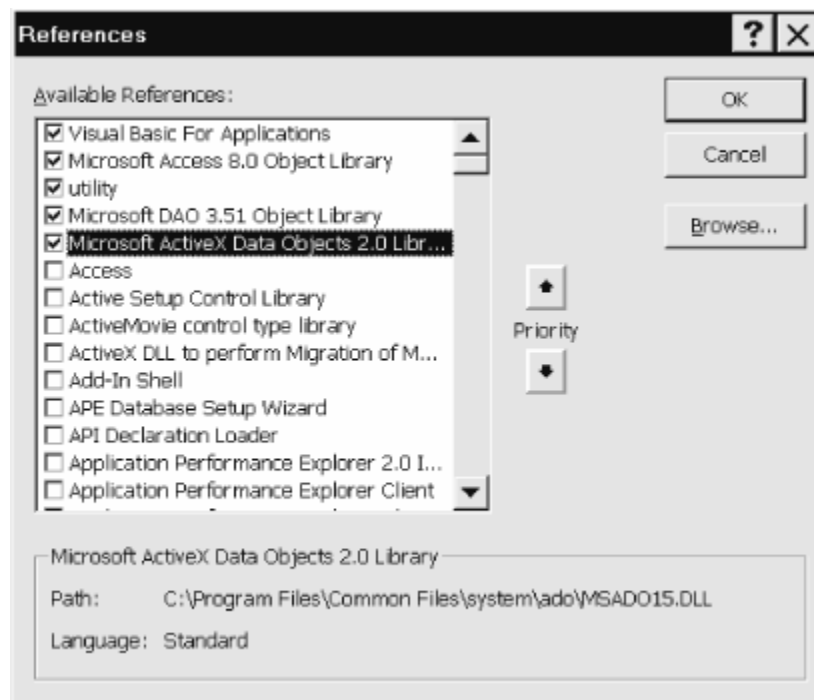 References
Available References:
OK
Visual Basic For Applications
Microsoft Access 8.0 Object Library
Cancel
utility
Microsoft DAO 3.51 Object Library
Browse...
Microsoft ActiveX Data Objects 2.0 Libr...
Access
Active Setup Control Library
ActiveMovie control type library
Priority
ActiveX DLL to perform Migration of M...
Add-In Shell
APE Database Setup Wizard
API Declaration Loader
Application Performance Explorer 2.0 I...
Application Performance Explorer Client
Microsoft ActiveX Data Objects 2.0 Library
Path: C:\Program Files\Common Files\system\ado\MSADO15.DLL
Language: Standard